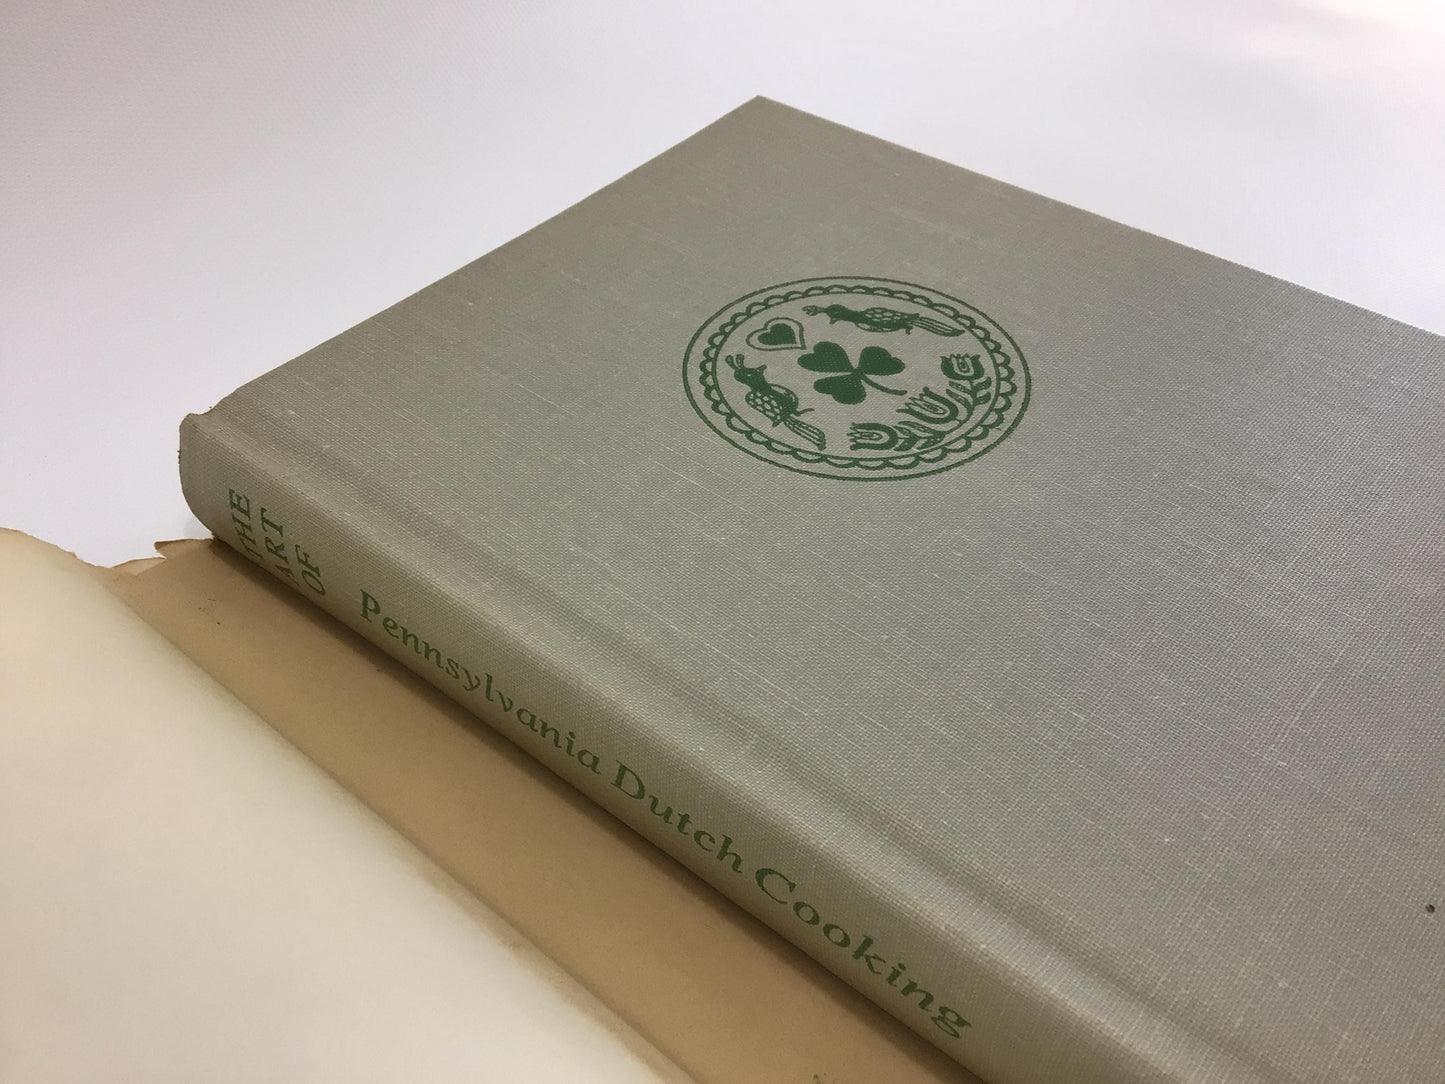 THE
ART
OF
Pennsylvania Dutch Cooking